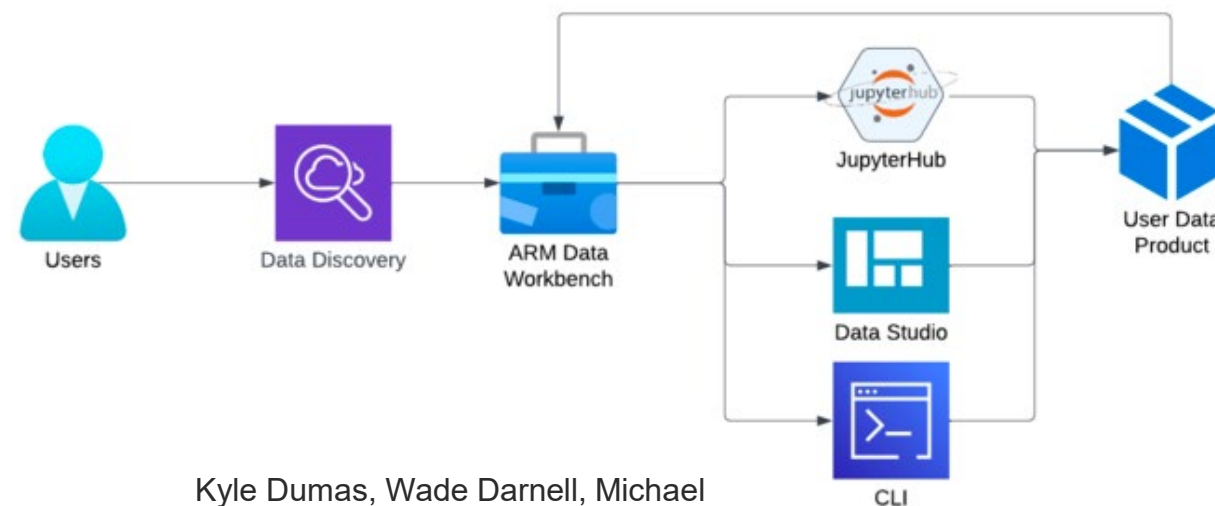 jupyterhub
JupyterHub
Users
Data Discovery
ARM Data
Workbench
User Data
Product
Data Studio
CLI
Kyle Dumas, Wade Darnell, Michael